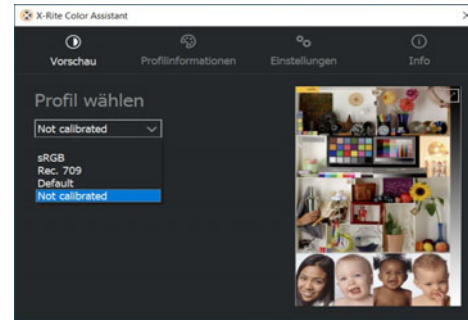 X-Rite Color Assistant
Vorschau
Profilinformationen
Einstellungen
Info
Profil wählen
Not calibrated
sRGB
Rec. 709
Default
Not calibrated